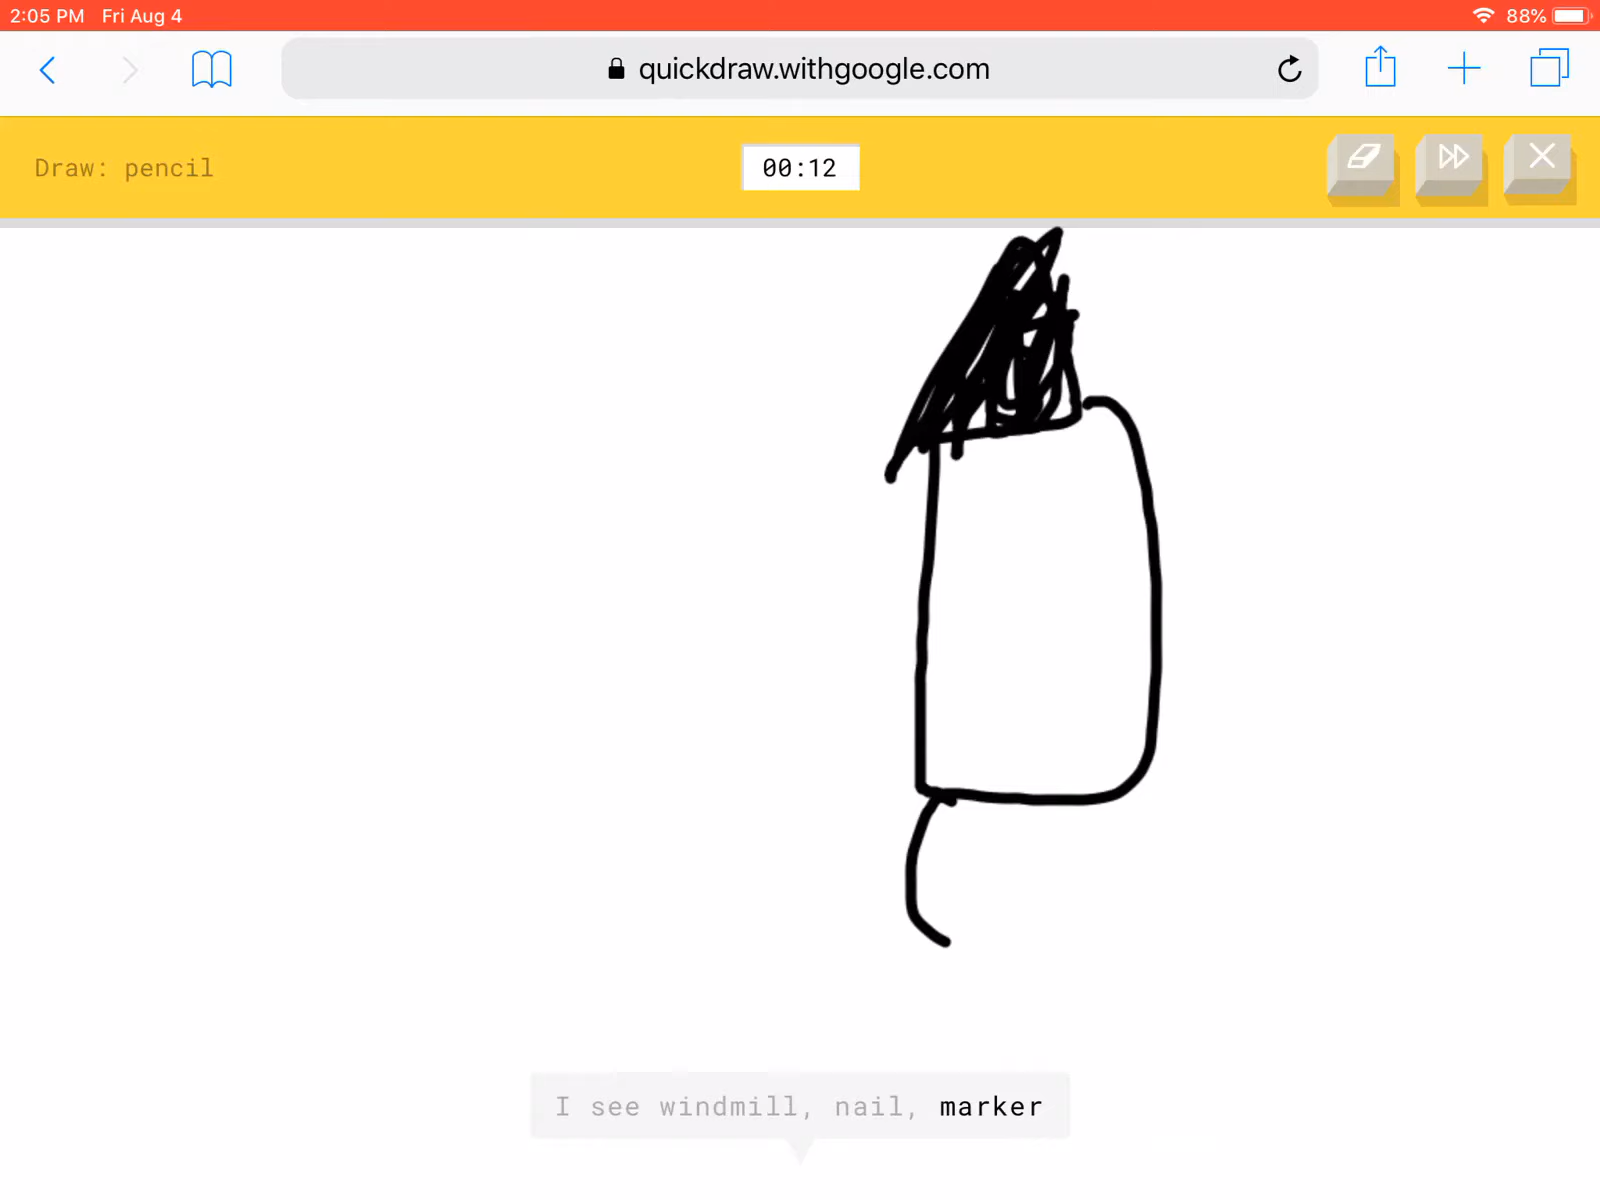 2:05 PM Fri Aug 4 88%
quickdraw.withgoogle.com
Draw: pencil 00:12
I see windmill, nail, marker